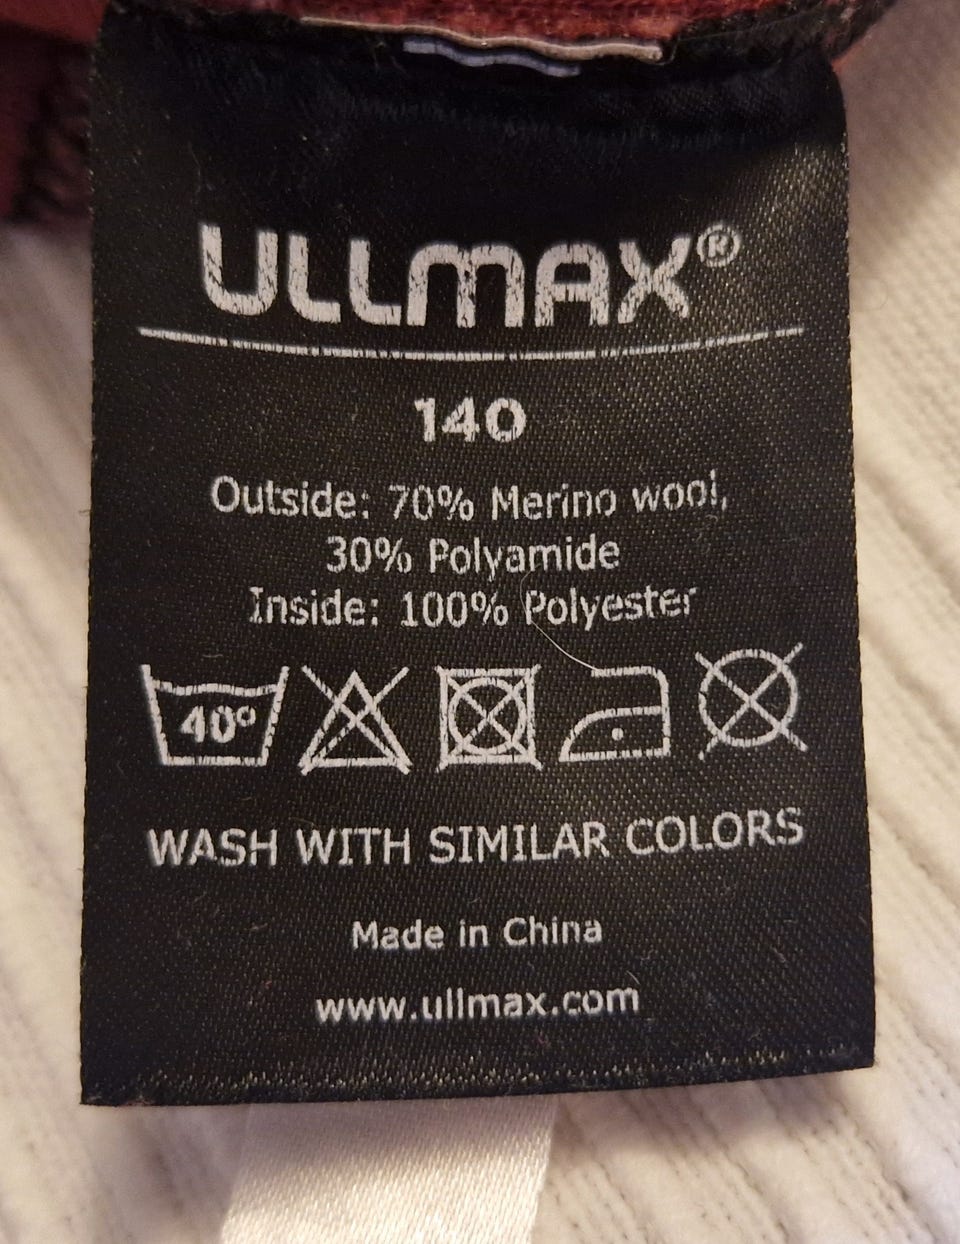 ULLMAX®
140
Outside: 70% Merino wool,
30% Polyamide
Inside: 100% Polyester
40°
WASH WITH SIMILAR COLORS
Made in China
www.ullmax.com